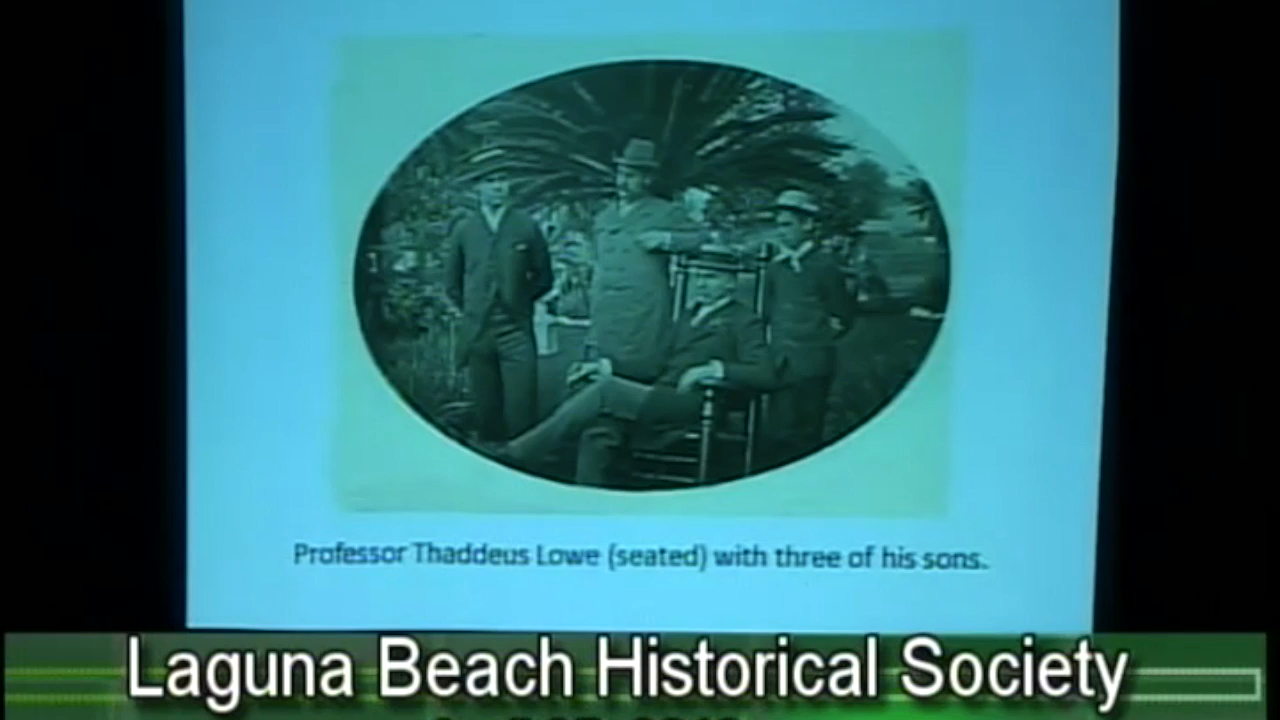 Professor Thaddeus Lowe (seated) with three of his sons.
Laguna Beach Historical Society